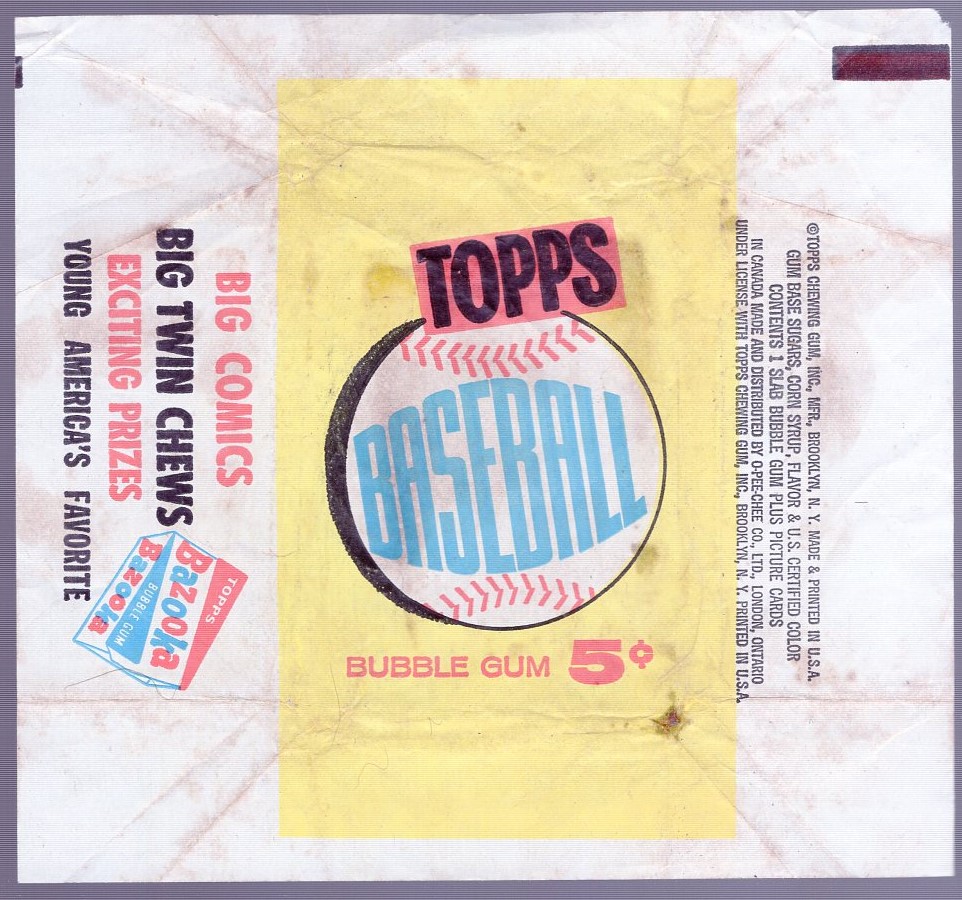 TOPPS
BASEBALL
BUBBLE GUM 5¢
BIG COMICS
BIG TWIN CHEWS
EXCITING PRIZES
YOUNG AMERICA'S FAVORITE
TOPPS
Bazooka
BUBBLE GUM
Bazooka
©TOPPS CHEWING GUM, INC., MFR., BROOKLYN, N. Y. MADE & PRINTED IN U.S.A.
GUM BASE SUGARS, CORN SYRUP, FLAVOR & U.S. CERTIFIED COLOR
CONTENTS 1 SLAB BUBBLE GUM PLUS PICTURE CARDS
IN CANADA MADE AND DISTRIBUTED BY O-PEE-CHEE CO., LTD., LONDON, ONTARIO
UNDER LICENSE WITH TOPPS CHEWING GUM, INC., BROOKLYN, N. Y. PRINTED IN U.S.A.